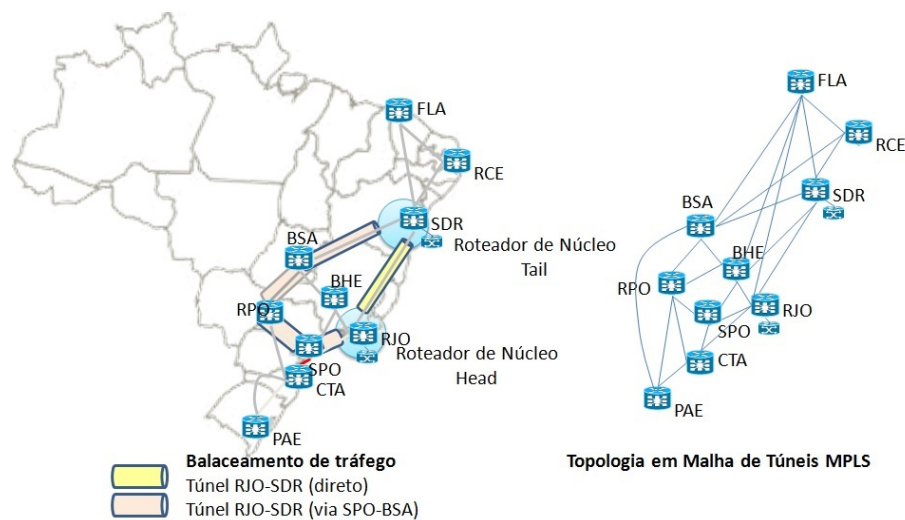 FLA
RCE
SDR
BSA
Roteador de Núcleo
Tail
BHE
RPO
RJO
SPO
Roteador de Núcleo
Head
CTA
PAE
Balaceamento de tráfego
Túnel RJO-SDR (direto)
Túnel RJO-SDR (via SPO-BSA)
FLA
RCE
SDR
BSA
BHE
RPO
RJO
SPO
CTA
PAE
Topologia em Malha de Túneis MPLS